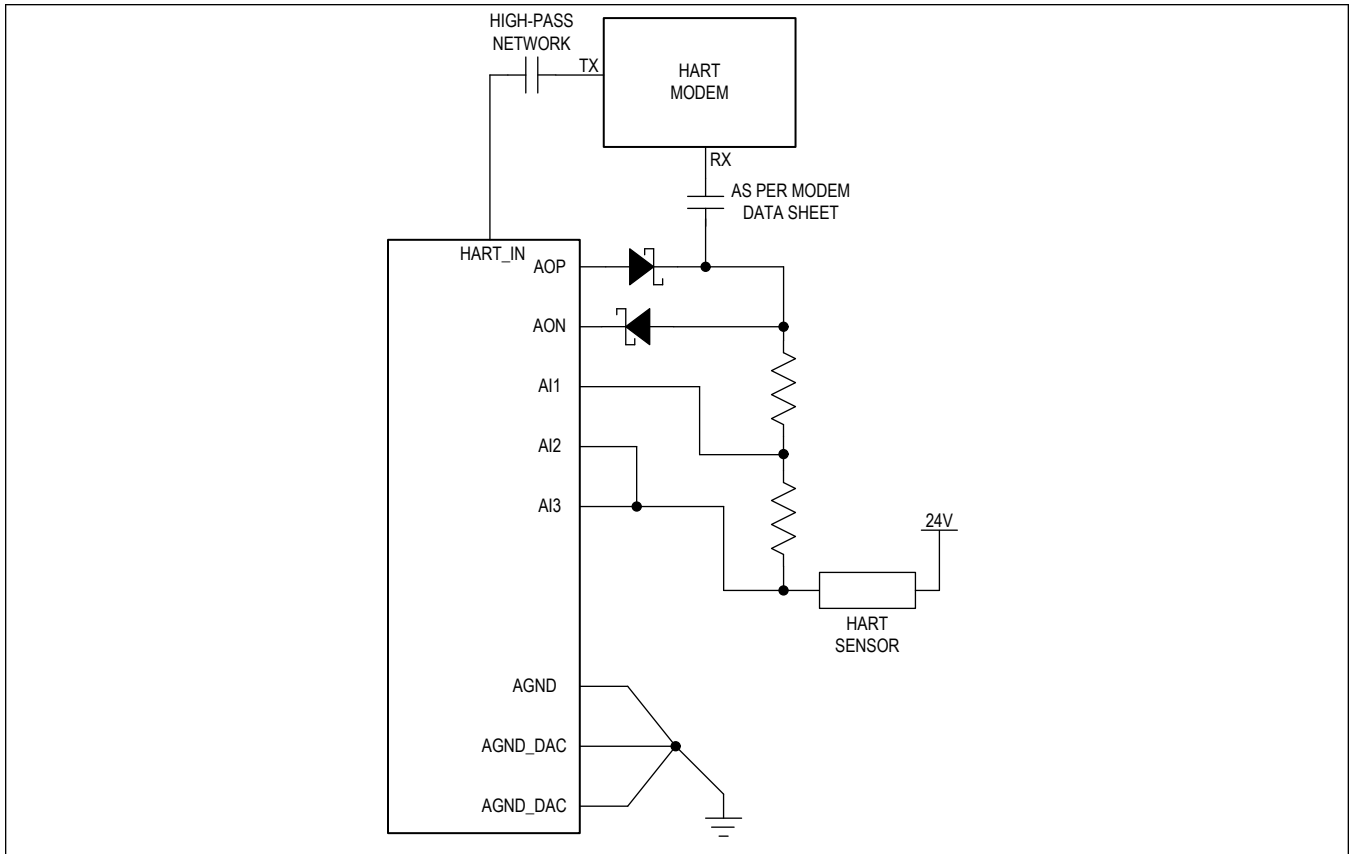 HIGH-PASS
NETWORK
TX
HART
MODEM
RX
AS PER MODEM
DATA SHEET
HART_IN
AOP
AON
AI1
AI2
AI3
24V
HART
SENSOR
AGND
AGND_DAC
AGND_DAC